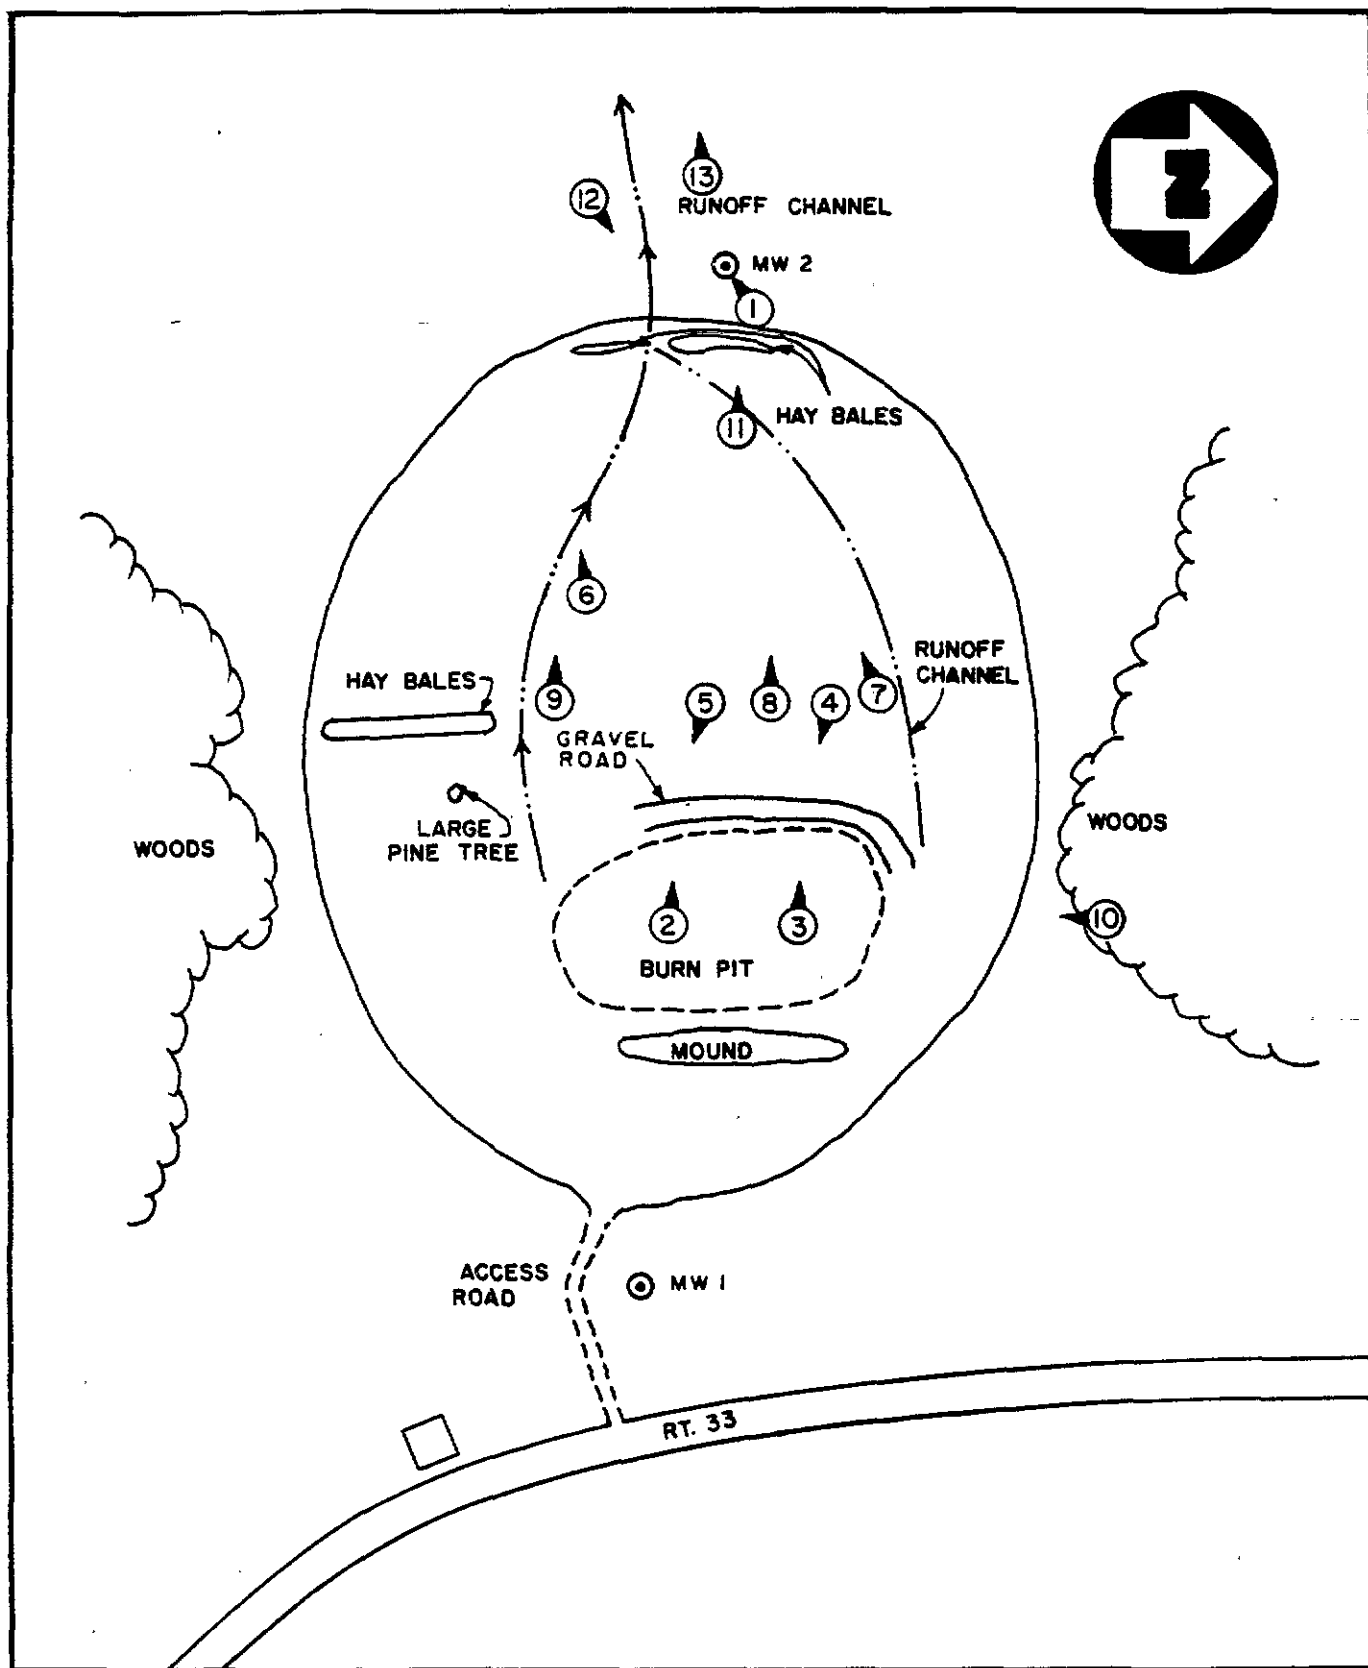 N
13
12
RUNOFF CHANNEL
MW 2
1
HAY BALES
11
6
RUNOFF
CHANNEL
HAY BALES
9
5
8
4
7
GRAVEL
ROAD
LARGE
PINE TREE
WOODS
WOODS
2
3
10
BURN PIT
MOUND
ACCESS
ROAD
MW 1
RT. 33